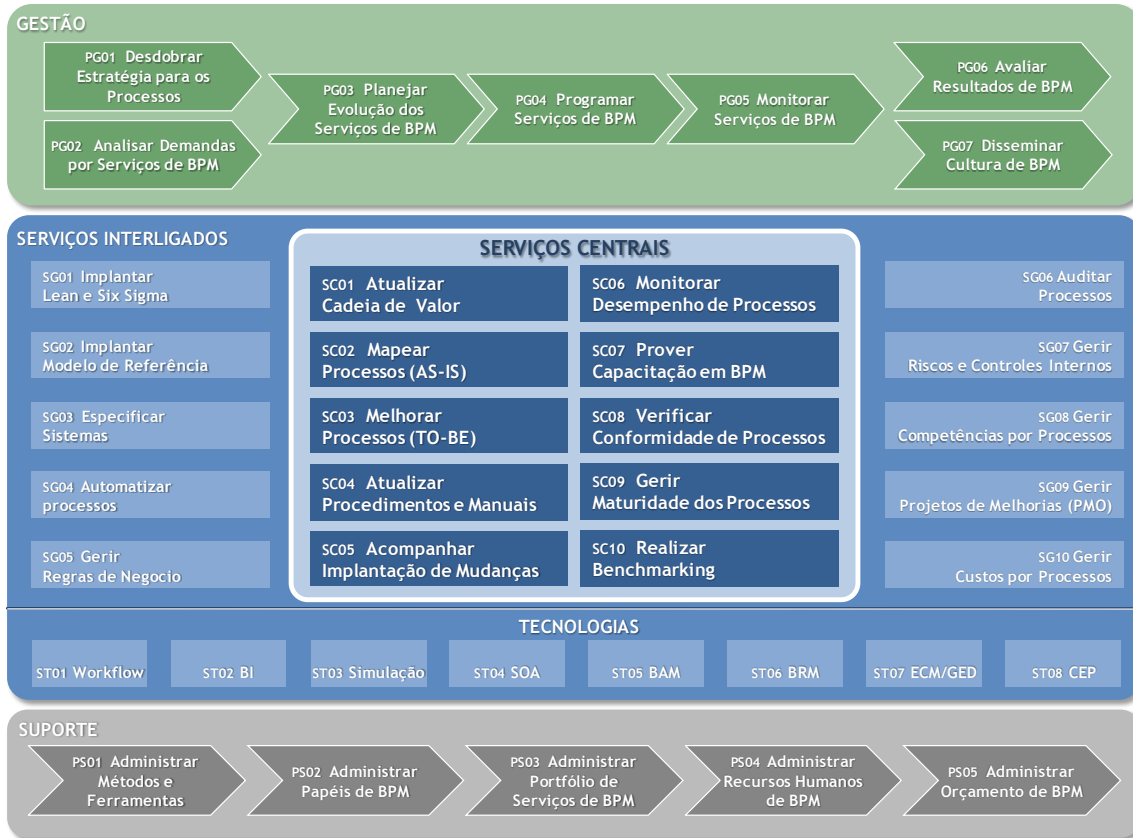 GESTÃO
PG01 Desdobrar
Estratégia para os
Processos
PG02 Analisar Demandas
por Serviços de BPM
PG03 Planejar
Evolução dos
Serviços de BPM
PG04 Programar
Serviços de BPM
PG05 Monitorar
Serviços de BPM
PG06 Avaliar
Resultados de BPM
PG07 Disseminar
Cultura de BPM
SERVIÇOS INTERLIGADOS
SG01 Implantar
Lean e Six Sigma
SG02 Implantar
Modelo de Referência
SG03 Especificar
Sistemas
SG04 Automatizar
processos
SG05 Gerir
Regras de Negocio
SERVIÇOS CENTRAIS
SC01 Atualizar
Cadeia de Valor
SC02 Mapear
Processos (AS-IS)
SC03 Melhorar
Processos (TO-BE)
SC04 Atualizar
Procedimentos e Manuais
SC05 Acompanhar
Implantação de Mudanças
SC06 Monitorar
Desempenho de Processos
SC07 Prover
Capacitação em BPM
SC08 Verificar
Conformidade de Processos
SC09 Gerir
Maturidade dos Processos
SC10 Realizar
Benchmarking
SG06 Auditar
Processos
SG07 Gerir
Riscos e Controles Internos
SG08 Gerir
Competências por Processos
SG09 Gerir
Projetos de Melhorias (PMO)
SG10 Gerir
Custos por Processos
TECNOLOGIAS
ST01 Workflow
ST02 BI
ST03 Simulação
ST04 SOA
ST05 BAM
ST06 BRM
ST07 ECM/GED
ST08 CEP
SUPORTE
PS01 Administrar
Métodos e
Ferramentas
PS02 Administrar
Papéis de BPM
PS03 Administrar
Portfólio de
Serviços de BPM
PS04 Administrar
Recursos Humanos
de BPM
PS05 Administrar
Orçamento de BPM